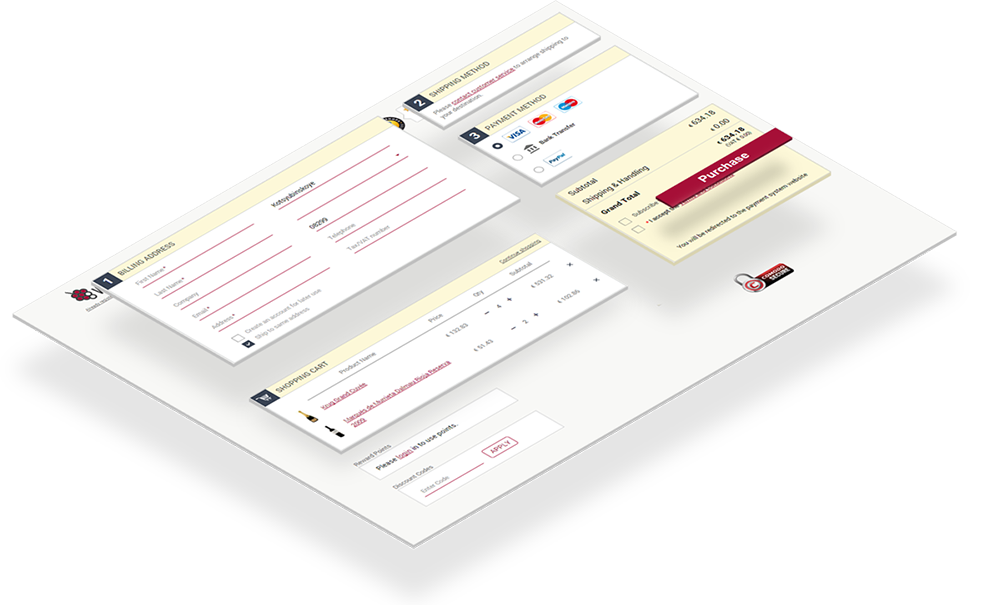 1 BILLING ADDRESS
First Name*
Last Name*
Company
Email*
Address*
Kotsyubinskoye
08299
Telephone
Tax/VAT number
Create an account for later use
Ship to same address
2 SHIPPING METHOD
Please contact customer service to arrange shipping to
your destination.
3 PAYMENT METHOD
VISA
Bank Transfer
PayPal
Subtotal €634.18
Shipping & Handling €0.00
Grand Total €634.18
(VAT € 0.00)
Subscribe
* I accept
Purchase
You will be redirected to the payment system website
COMODO
SECURE
SHOPPING CART Continue shopping
Product Name Price Qty Subtotal
Krug Grand Cuvée € 132.83 − 4 + € 531.32 ×
Marqués de Murrieta Dalmau Rioja Reserva € 51.43 − 2 + € 102.86 ×
2009
Reward Points
Please login in to use points.
Discount Codes
Enter Code APPLY